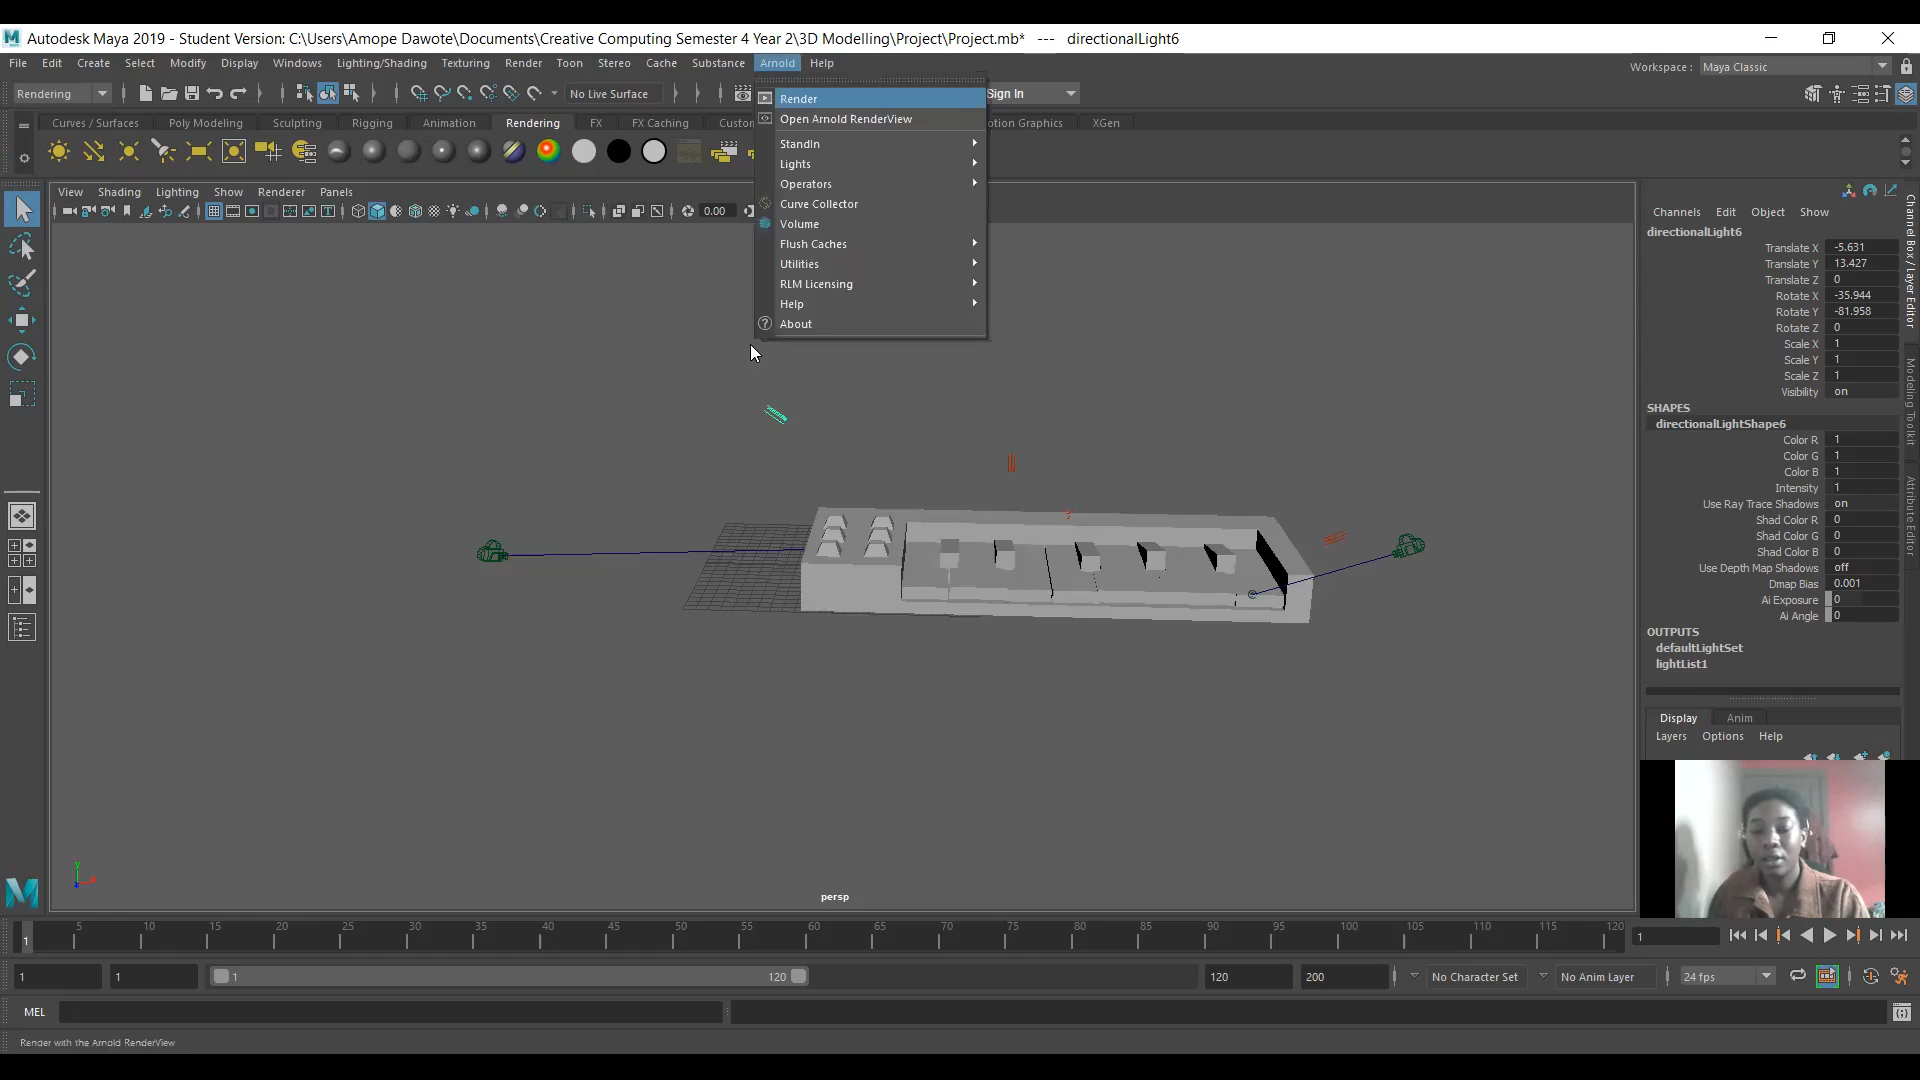 Autodesk Maya 2019 - Student Version: C:\Users\Amope Dawote\Documents\Creative Computing Semester 4 Year 2\3D Modelling\Project\Project.mb* --- directionalLight6
File Edit Create Select Modify Display Windows Lighting/Shading Texturing Render Toon Stereo Cache Substance Arnold Help
Workspace : Maya Classic
Rendering No Live Surface Sign In
Curves / Surfaces Poly Modeling Sculpting Rigging Animation Rendering FX FX Caching Custo otion Graphics XGen
Render
Open Arnold RenderView
StandIn
Lights
Operators
Curve Collector
Volume
Flush Caches
Utilities
RLM Licensing
Help
About
View Shading Lighting Show Renderer Panels
0.00
persp
Channels Edit Object Show
directionalLight6
Translate X -5.631
Translate Y 13.427
Translate Z 0
Rotate X -35.944
Rotate Y -81.958
Rotate Z 0
Scale X 1
Scale Y 1
Scale Z 1
Visibility on
SHAPES
directionalLightShape6
Color R 1
Color G 1
Color B 1
Intensity 1
Use Ray Trace Shadows on
Shad Color R 0
Shad Color G 0
Shad Color B 0
Use Depth Map Shadows off
Dmap Bias 0.001
Ai Exposure 0
Ai Angle 0
OUTPUTS
defaultLightSet
lightList1
Display Anim
Layers Options Help
Channel Box / Layer Editor
Modeling Toolkit
Attribute Editor
1 5 10 15 20 25 30 35 40 45 50 55 60 65 70 75 80 85 90 95 100 105 110 115 120 1
1 1 1 120 120 200 No Character Set No Anim Layer 24 fps
MEL
Render with the Arnold RenderView